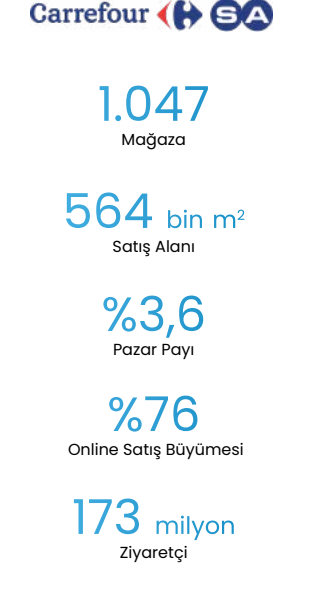 Carrefour SA
1.047
Mağaza
564 bin m²
Satış Alanı
%3,6
Pazar Payı
%76
Online Satış Büyümesi
173 milyon
Ziyaretçi